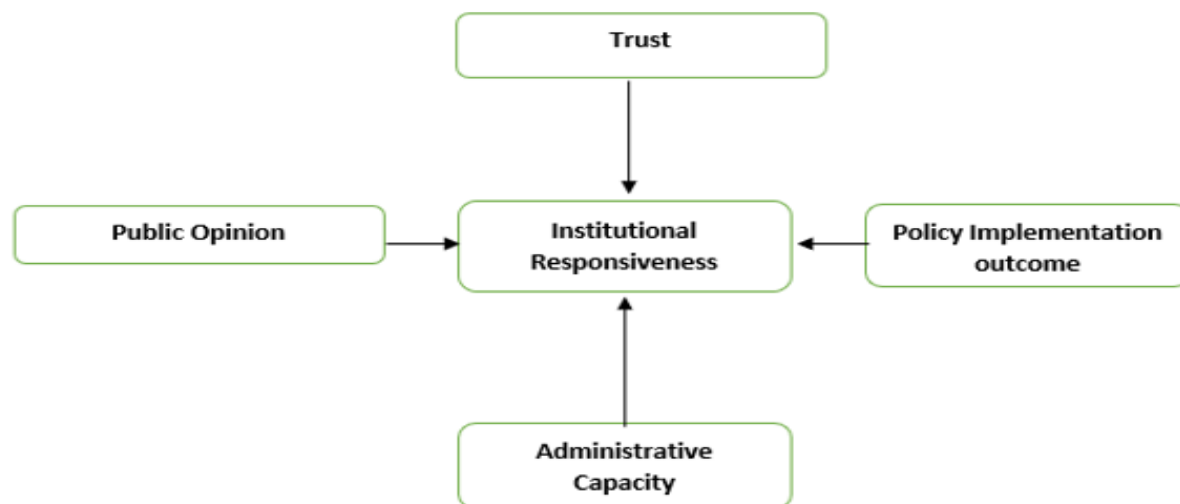 Trust
Public Opinion
Institutional
Responsiveness
Policy Implementation
outcome
Administrative
Capacity